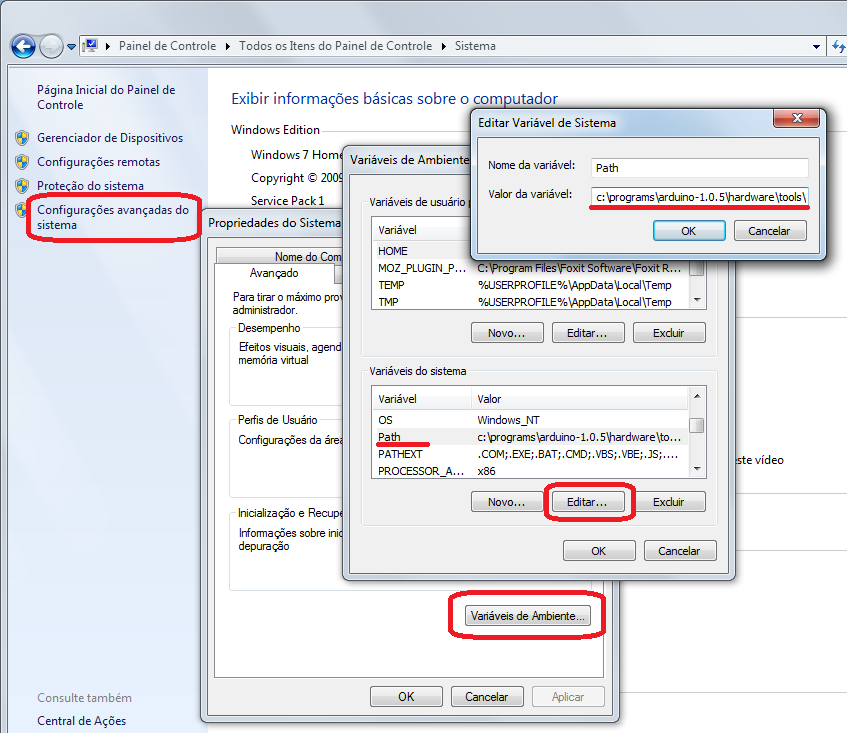 Painel de Controle Todos os Itens do Painel de Controle Sistema
Página Inicial do Painel de
Controle
Gerenciador de Dispositivos
Configurações remotas
Proteção do sistema
Configurações avançadas do
sistema
Consulte também
Central de Ações
Exibir informações básicas sobre o computador
Windows Edition
Windows 7 Home
Copyright © 2009
Service Pack 1
este vídeo
Propriedades do Sistema
Nome do Com
Avançado
Para tirar o máximo prov
administrador.
Desempenho
Efeitos visuais, agend
memória virtual
Perfis de Usuário
Configurações da área
Inicialização e Recupe
Informações sobre inic
depuração
Variáveis de Ambiente...
OK Cancelar Aplicar
Variáveis de Ambiente
Variáveis de usuário p
Variável
HOME
MOZ_PLUGIN_P... C:\Program Files\Foxit Software\Foxit R...
TEMP %USERPROFILE%\AppData\Local\Temp
TMP %USERPROFILE%\AppData\Local\Temp
Novo... Editar... Excluir
Variáveis do sistema
Variável Valor
OS Windows_NT
Path c:\programs\arduino-1.0.5\hardware\to...
PATHEXT .COM;.EXE;.BAT;.CMD;.VBS;.VBE;.JS;....
PROCESSOR_A... x86
Novo... Editar... Excluir
OK Cancelar
Editar Variável de Sistema
Nome da variável: Path
Valor da variável: c:\programs\arduino-1.0.5\hardware\tools\
OK Cancelar